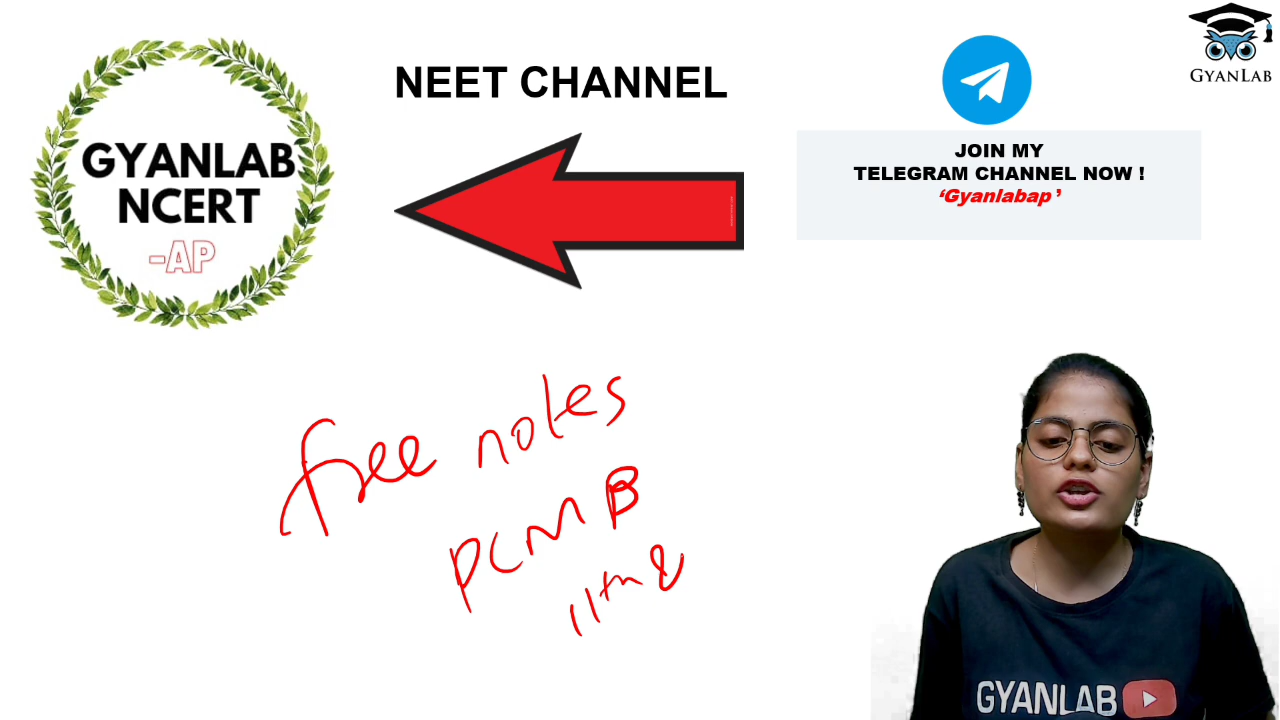 NEET CHANNEL
GYANLAB
NCERT
-AP
JOIN MY
TELEGRAM CHANNEL NOW !
‘Gyanlabap ’
GYANLAB
free notes
PCMB
11th &
GYANLAB